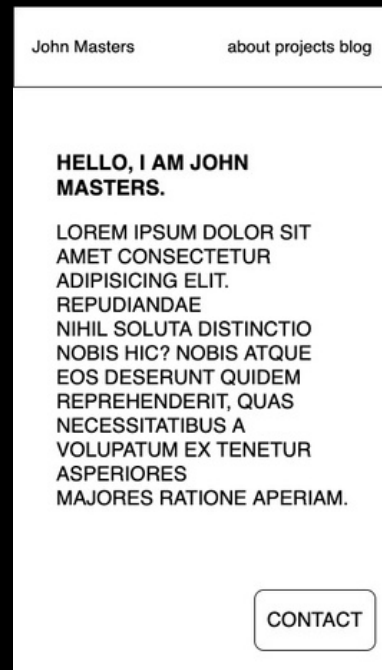 John Masters about projects blog
HELLO, I AM JOHN
MASTERS.
LOREM IPSUM DOLOR SIT
AMET CONSECTETUR
ADIPISICING ELIT.
REPUDIANDAE
NIHIL SOLUTA DISTINCTIO
NOBIS HIC? NOBIS ATQUE
EOS DESERUNT QUIDEM
REPREHENDERIT, QUAS
NECESSITATIBUS A
VOLUPATUM EX TENETUR
ASPERIORES
MAJORES RATIONE APERIAM.
CONTACT